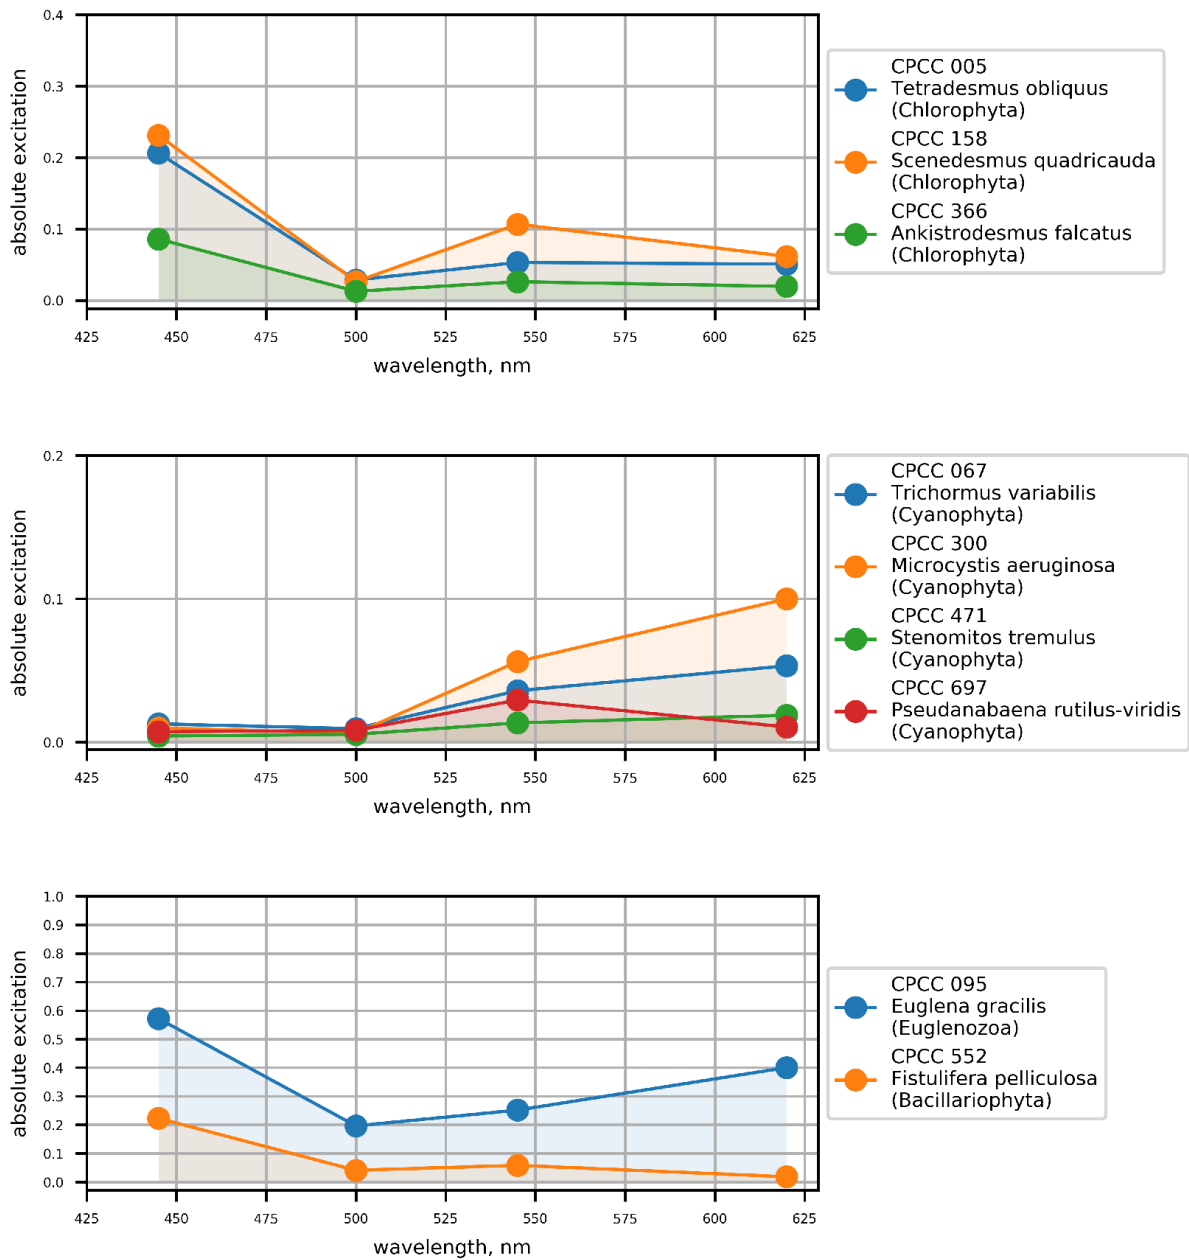 0.4
0.3
0.2
0.1
0.0
absolute excitation
425 450 475 500 525 550 575 600 625
wavelength, nm
CPCC 005
Tetradesmus obliquus
(Chlorophyta)
CPCC 158
Scenedesmus quadricauda
(Chlorophyta)
CPCC 366
Ankistrodesmus falcatus
(Chlorophyta)
0.2
0.1
0.0
absolute excitation
425 450 475 500 525 550 575 600 625
wavelength, nm
CPCC 067
Trichormus variabilis
(Cyanophyta)
CPCC 300
Microcystis aeruginosa
(Cyanophyta)
CPCC 471
Stenomitos tremulus
(Cyanophyta)
CPCC 697
Pseudanabaena rutilus-viridis
(Cyanophyta)
1.0
0.9
0.8
0.7
0.6
0.5
0.4
0.3
0.2
0.1
0.0
absolute excitation
425 450 475 500 525 550 575 600 625
wavelength, nm
CPCC 095
Euglena gracilis
(Euglenozoa)
CPCC 552
Fistulifera pelliculosa
(Bacillariophyta)